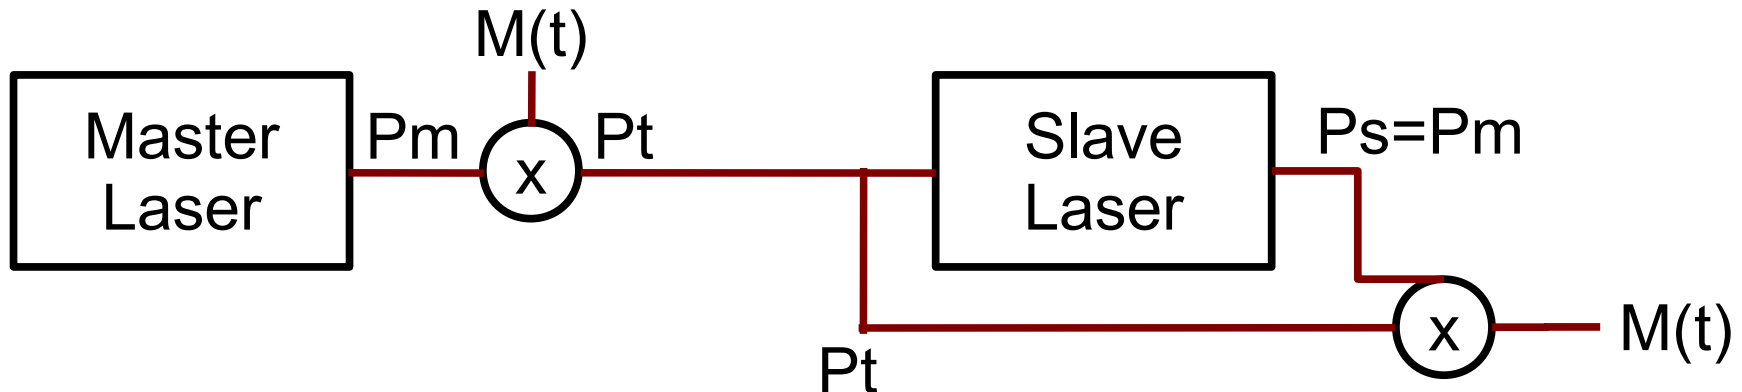 M(t)
Master
Laser
Pm
x
Pt
Slave
Laser
Ps=Pm
Pt
x
M(t)